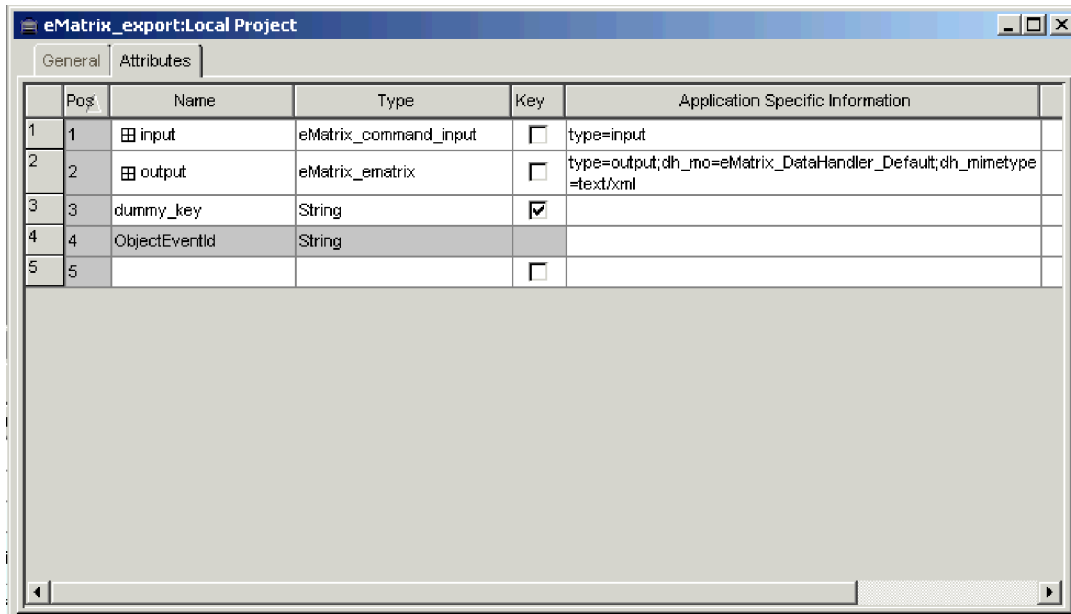 eMatrix_export:Local Project
General Attributes
Pos Name Type Key Application Specific Information
1 1 input eMatrix_command_input type=input
2 2 output eMatrix_ematrix type=output;dh_mo=eMatrix_DataHandler_Default;dh_mimetype
=text/xml
3 3 dummy_key String
4 4 ObjectEventId String
5 5